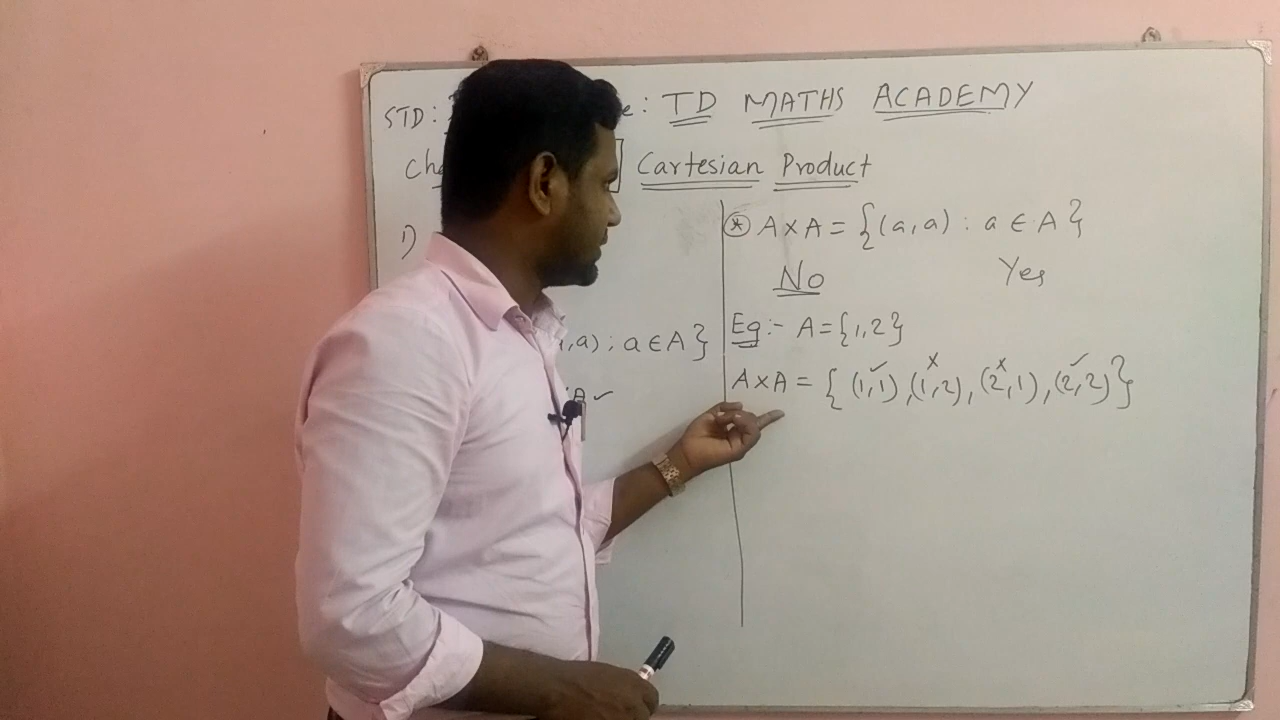 STD: : TD MATHS ACADEMY
Cartesian Product
1)
,a) : a ∈ A }
A ✓
* A × A = { (a, a) : a ∈ A }
No Yes
Eg :- A = {1, 2}
A × A = { (1, 1), (1, 2), (2, 1), (2, 2) }